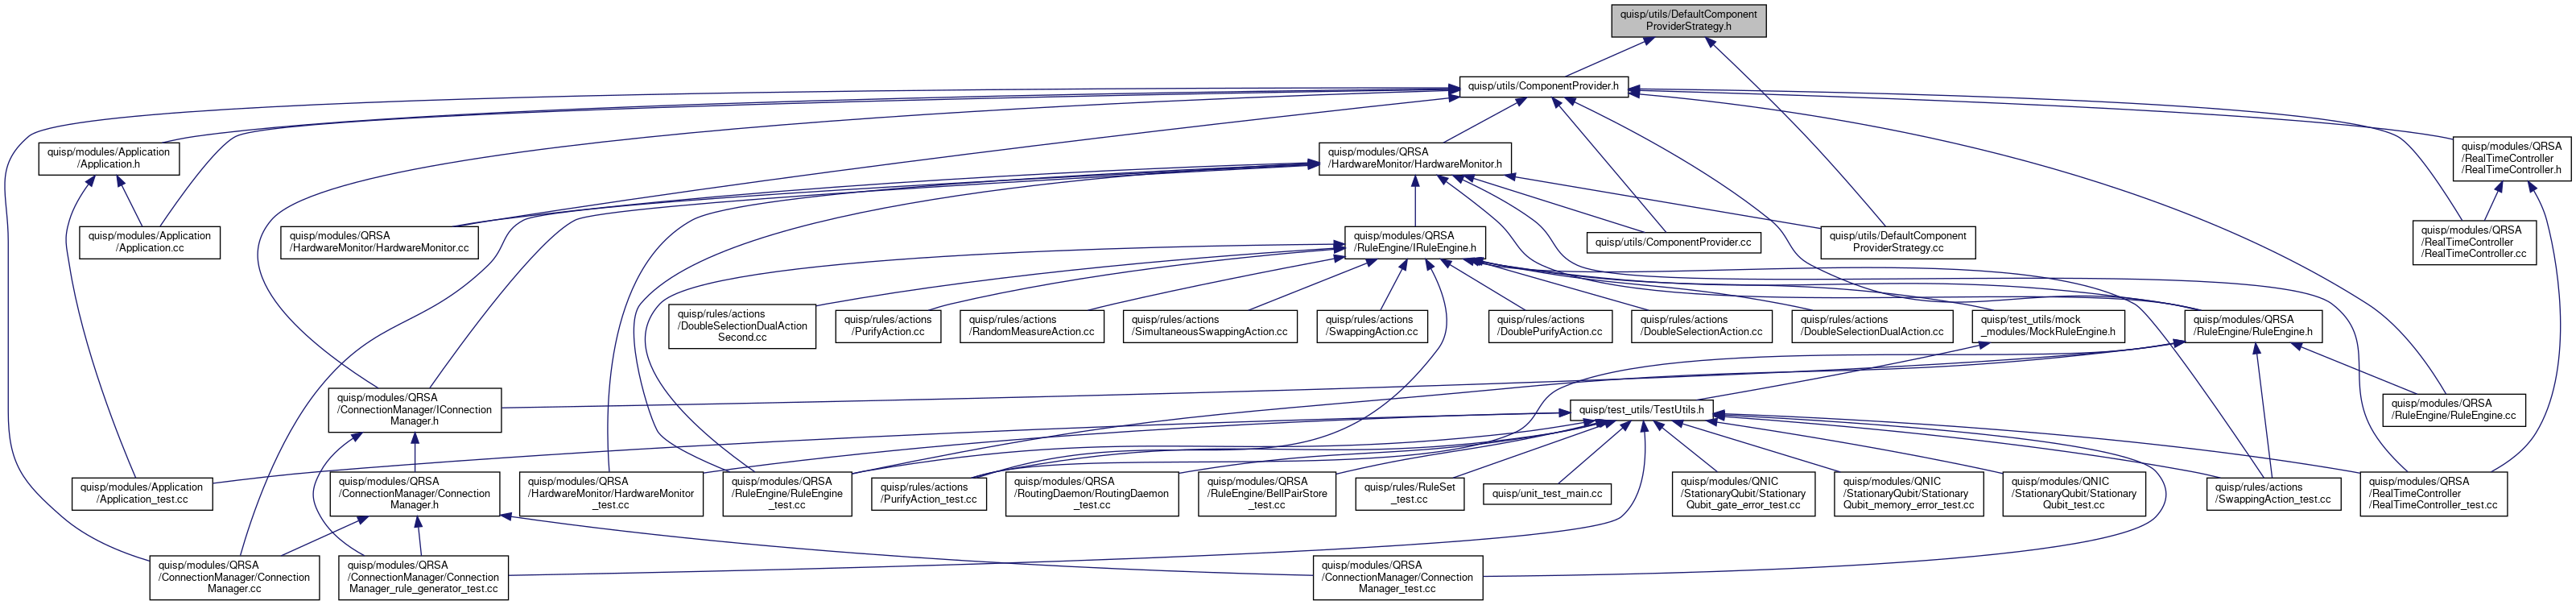 quisp/utils/DefaultComponent
ProviderStrategy.h
quisp/utils/ComponentProvider.h
quisp/modules/Application
/Application.h
quisp/modules/QRSA
/HardwareMonitor/HardwareMonitor.h
quisp/modules/QRSA
/RealTimeController
/RealTimeController.h
quisp/modules/Application
/Application.cc
quisp/modules/QRSA
/HardwareMonitor/HardwareMonitor.cc
quisp/modules/QRSA
/RuleEngine/IRuleEngine.h
quisp/utils/ComponentProvider.cc
quisp/utils/DefaultComponent
ProviderStrategy.cc
quisp/modules/QRSA
/RealTimeController
/RealTimeController.cc
quisp/rules/actions
/DoubleSelectionDualAction
Second.cc
quisp/rules/actions
/PurifyAction.cc
quisp/rules/actions
/RandomMeasureAction.cc
quisp/rules/actions
/SimultaneousSwappingAction.cc
quisp/rules/actions
/SwappingAction.cc
quisp/rules/actions
/DoublePurifyAction.cc
quisp/rules/actions
/DoubleSelectionAction.cc
quisp/rules/actions
/DoubleSelectionDualAction.cc
quisp/test_utils/mock
_modules/MockRuleEngine.h
quisp/modules/QRSA
/RuleEngine/RuleEngine.h
quisp/modules/QRSA
/ConnectionManager/IConnection
Manager.h
quisp/test_utils/TestUtils.h
quisp/modules/QRSA
/RuleEngine/RuleEngine.cc
quisp/modules/Application
/Application_test.cc
quisp/modules/QRSA
/ConnectionManager/Connection
Manager.h
quisp/modules/QRSA
/HardwareMonitor/HardwareMonitor
_test.cc
quisp/modules/QRSA
/RuleEngine/RuleEngine
_test.cc
quisp/rules/actions
/PurifyAction_test.cc
quisp/modules/QRSA
/RoutingDaemon/RoutingDaemon
_test.cc
quisp/modules/QRSA
/RuleEngine/BellPairStore
_test.cc
quisp/rules/RuleSet
_test.cc
quisp/unit_test_main.cc
quisp/modules/QNIC
/StationaryQubit/Stationary
Qubit_gate_error_test.cc
quisp/modules/QNIC
/StationaryQubit/Stationary
Qubit_memory_error_test.cc
quisp/modules/QNIC
/StationaryQubit/Stationary
Qubit_test.cc
quisp/rules/actions
/SwappingAction_test.cc
quisp/modules/QRSA
/RealTimeController
/RealTimeController_test.cc
quisp/modules/QRSA
/ConnectionManager/Connection
Manager.cc
quisp/modules/QRSA
/ConnectionManager/Connection
Manager_rule_generator_test.cc
quisp/modules/QRSA
/ConnectionManager/Connection
Manager_test.cc